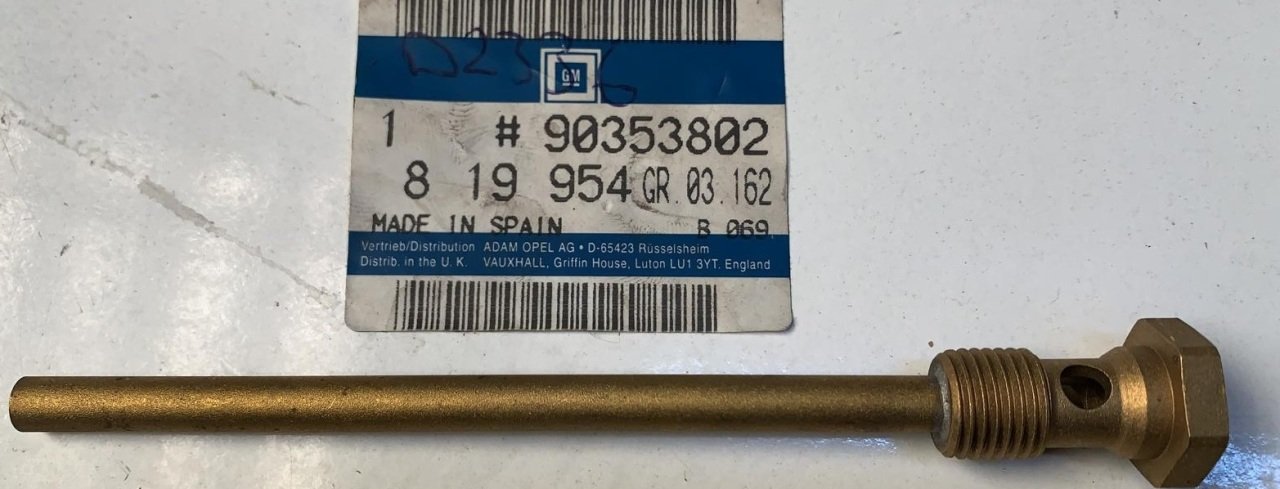 D2336
GM
1 # 90353802
8 19 954 GR. 03.162
MADE IN SPAIN B 069.
Vertrieb/Distribution ADAM OPEL AG • D-65423 Rüsselsheim
Distrib. in the U. K. VAUXHALL, Griffin House, Luton LU1 3YT. England